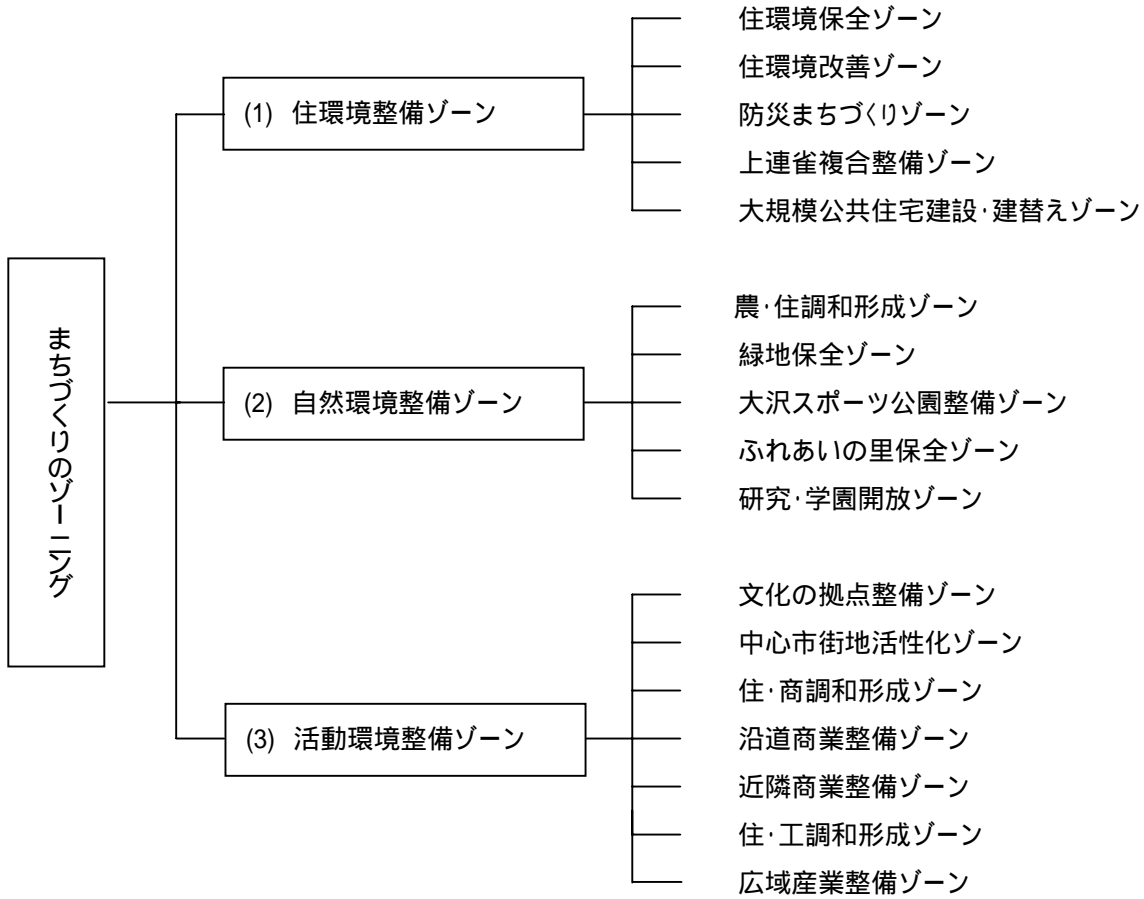 まちづくりのゾーニング
(1) 住環境整備ゾーン
住環境保全ゾーン
住環境改善ゾーン
防災まちづくりゾーン
上連雀複合整備ゾーン
大規模公共住宅建設・建替えゾーン
(2) 自然環境整備ゾーン
農・住調和形成ゾーン
緑地保全ゾーン
大沢スポーツ公園整備ゾーン
ふれあいの里保全ゾーン
研究・学園開放ゾーン
(3) 活動環境整備ゾーン
文化の拠点整備ゾーン
中心市街地活性化ゾーン
住・商調和形成ゾーン
沿道商業整備ゾーン
近隣商業整備ゾーン
住・工調和形成ゾーン
広域産業整備ゾーン